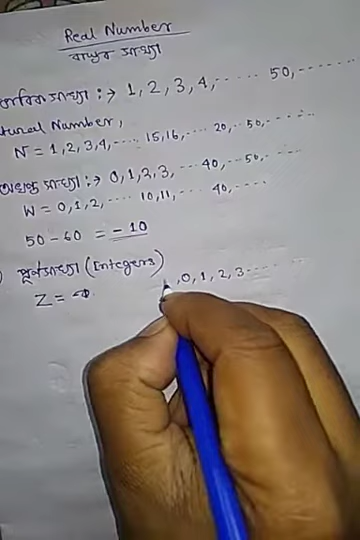 Real Number
বাস্তব সংখ্যা
সংখ্যা :→ 1, 2, 3, 4, ...... 50, ........
Number,
N = 1, 2, 3, 4, ..... 15, 16, .... 20, .. 50, .......
সংখ্যা :→ 0, 1, 2, 3, .... 40, ... 50, ....
W = 0, 1, 2, ..... 10, 11, .... 40, .....
50 - 60 = - 10
পূর্ণসংখ্যা (Integers)
, 0, 1, 2, 3 .....
Z =